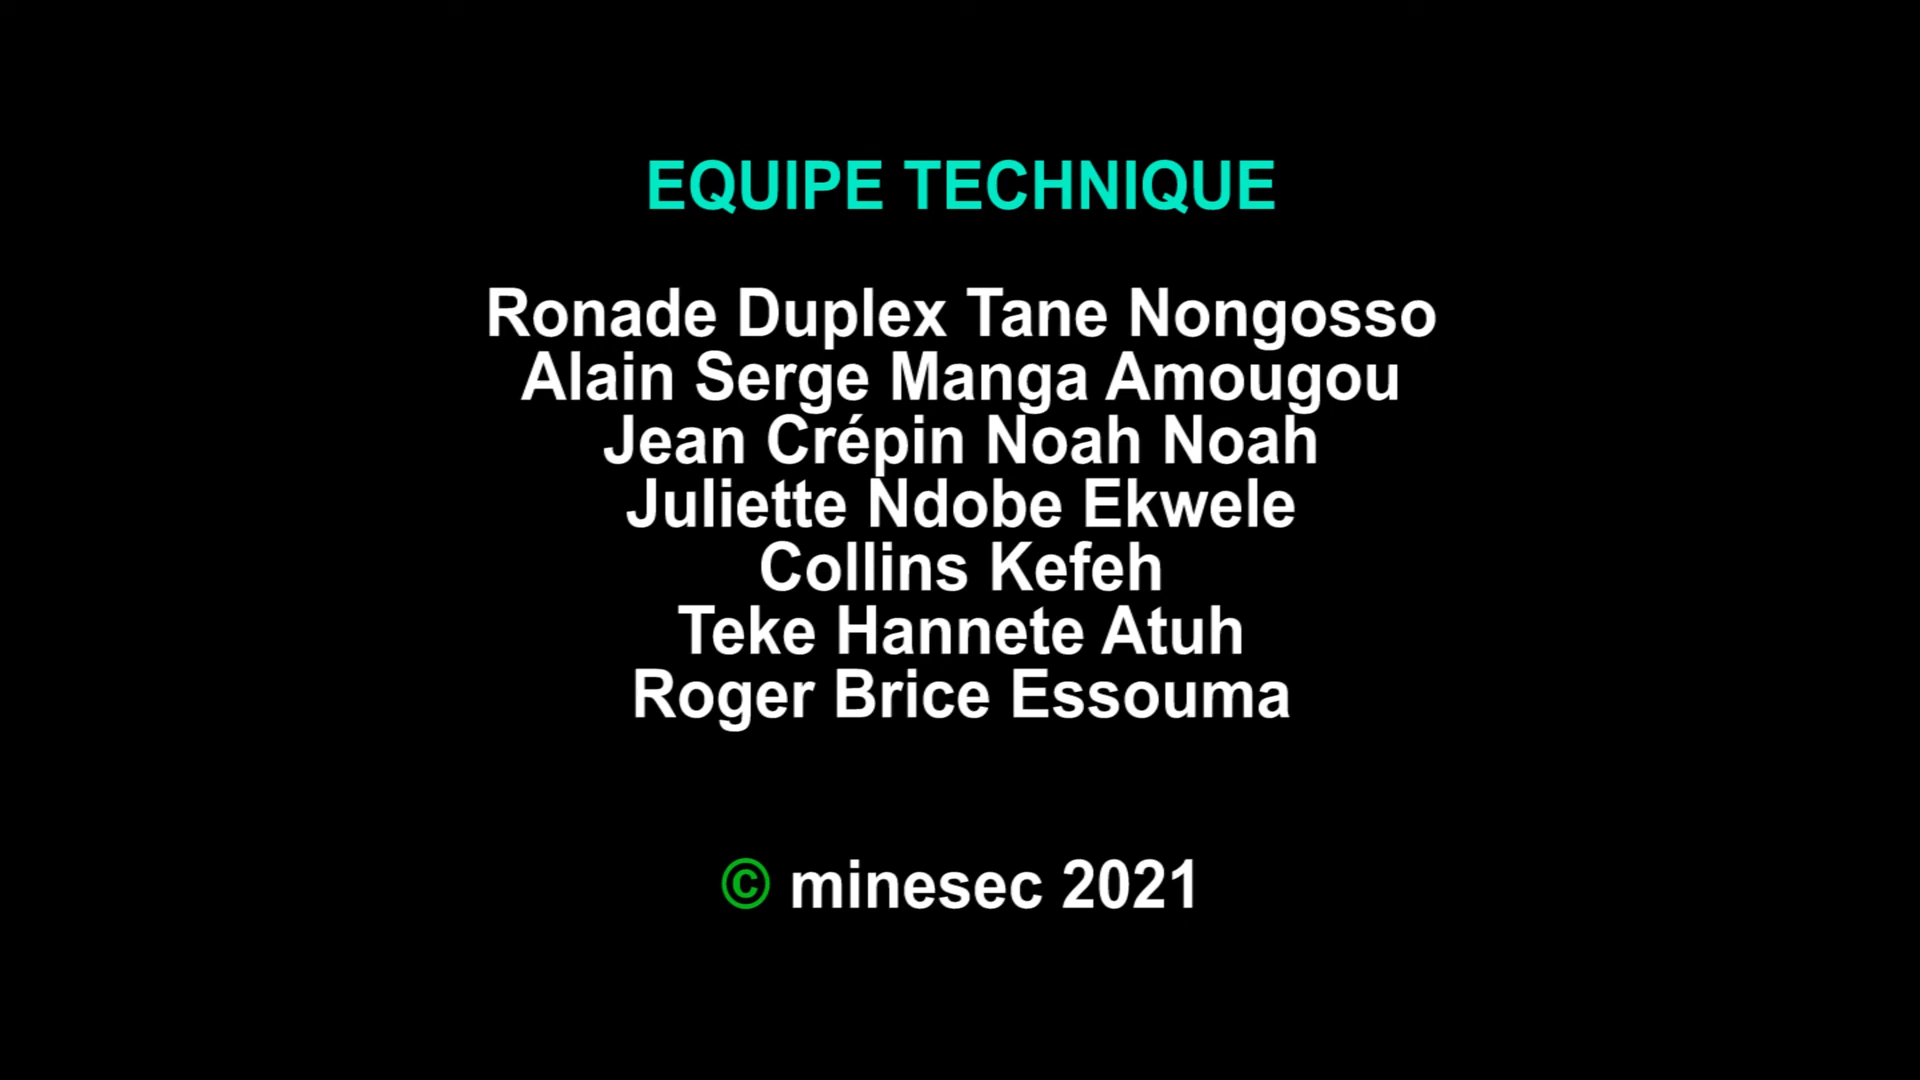 EQUIPE TECHNIQUE
Ronade Duplex Tane Nongosso
Alain Serge Manga Amougou
Jean Crépin Noah Noah
Juliette Ndobe Ekwele
Collins Kefeh
Teke Hannete Atuh
Roger Brice Essouma
© minesec 2021